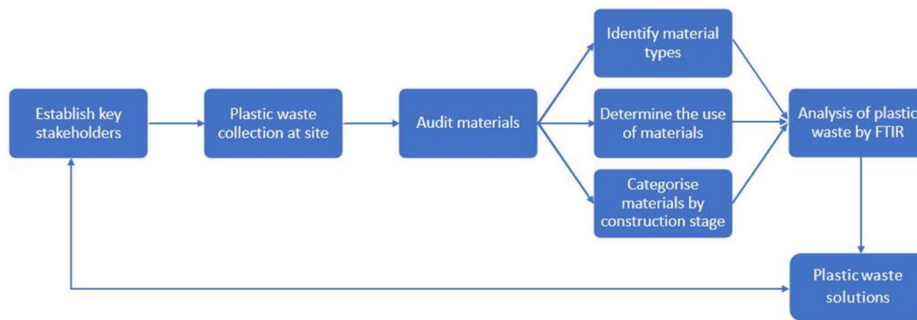 Establish key
stakeholders
Plastic waste
collection at site
Audit materials
Identify material
types
Determine the use
of materials
Categorise
materials by
construction stage
Analysis of plastic
waste by FTIR
Plastic waste
solutions